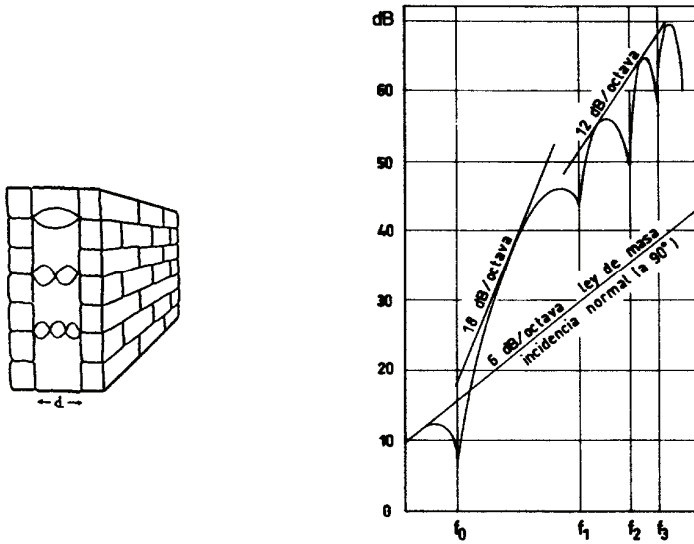 d
dB
60
50
40
30
20
10
0
18 dB/octava
12 dB/octava
6 dB/octava ley de masa
incidencia normal (a 90°)
f₀
f₁
f₂
f₃